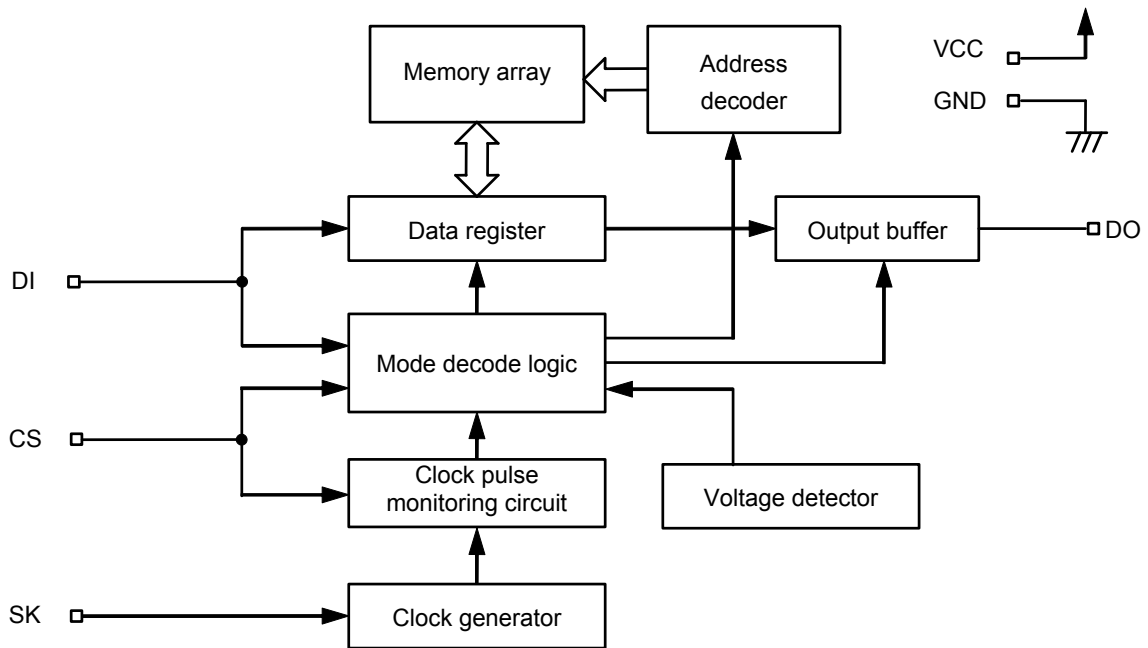 Memory array
Address
decoder
VCC
GND
Data register
Output buffer
DO
DI
Mode decode logic
CS
Clock pulse
monitoring circuit
Voltage detector
SK
Clock generator